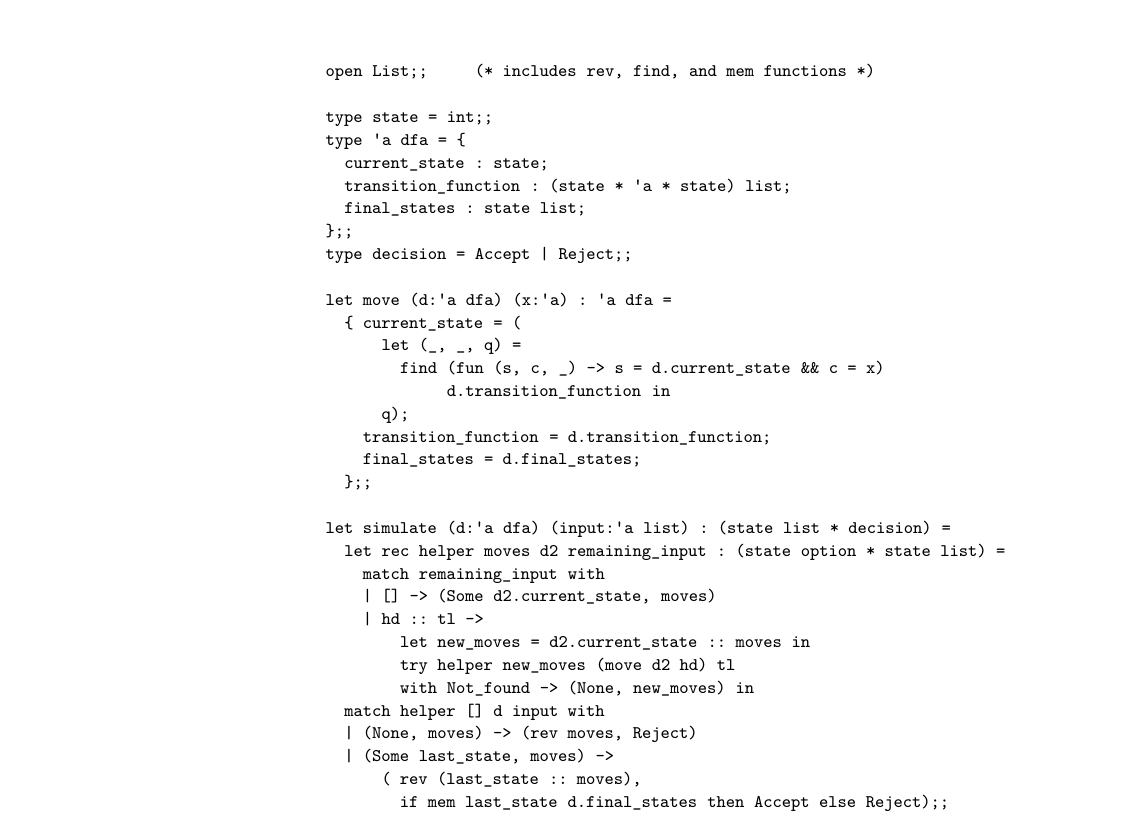 open List;;     (* includes rev, find, and mem functions *)

type state = int;;
type 'a dfa = {
  current_state : state;
  transition_function : (state * 'a * state) list;
  final_states : state list;
};;
type decision = Accept | Reject;;

let move (d:'a dfa) (x:'a) : 'a dfa =
  { current_state = (
      let (_, _, q) =
        find (fun (s, c, _) -> s = d.current_state && c = x)
             d.transition_function in
      q);
    transition_function = d.transition_function;
    final_states = d.final_states;
  };;

let simulate (d:'a dfa) (input:'a list) : (state list * decision) =
  let rec helper moves d2 remaining_input : (state option * state list) =
    match remaining_input with
    | [] -> (Some d2.current_state, moves)
    | hd :: tl ->
        let new_moves = d2.current_state :: moves in
        try helper new_moves (move d2 hd) tl
        with Not_found -> (None, new_moves) in
  match helper [] d input with
  | (None, moves) -> (rev moves, Reject)
  | (Some last_state, moves) ->
      ( rev (last_state :: moves),
        if mem last_state d.final_states then Accept else Reject);;